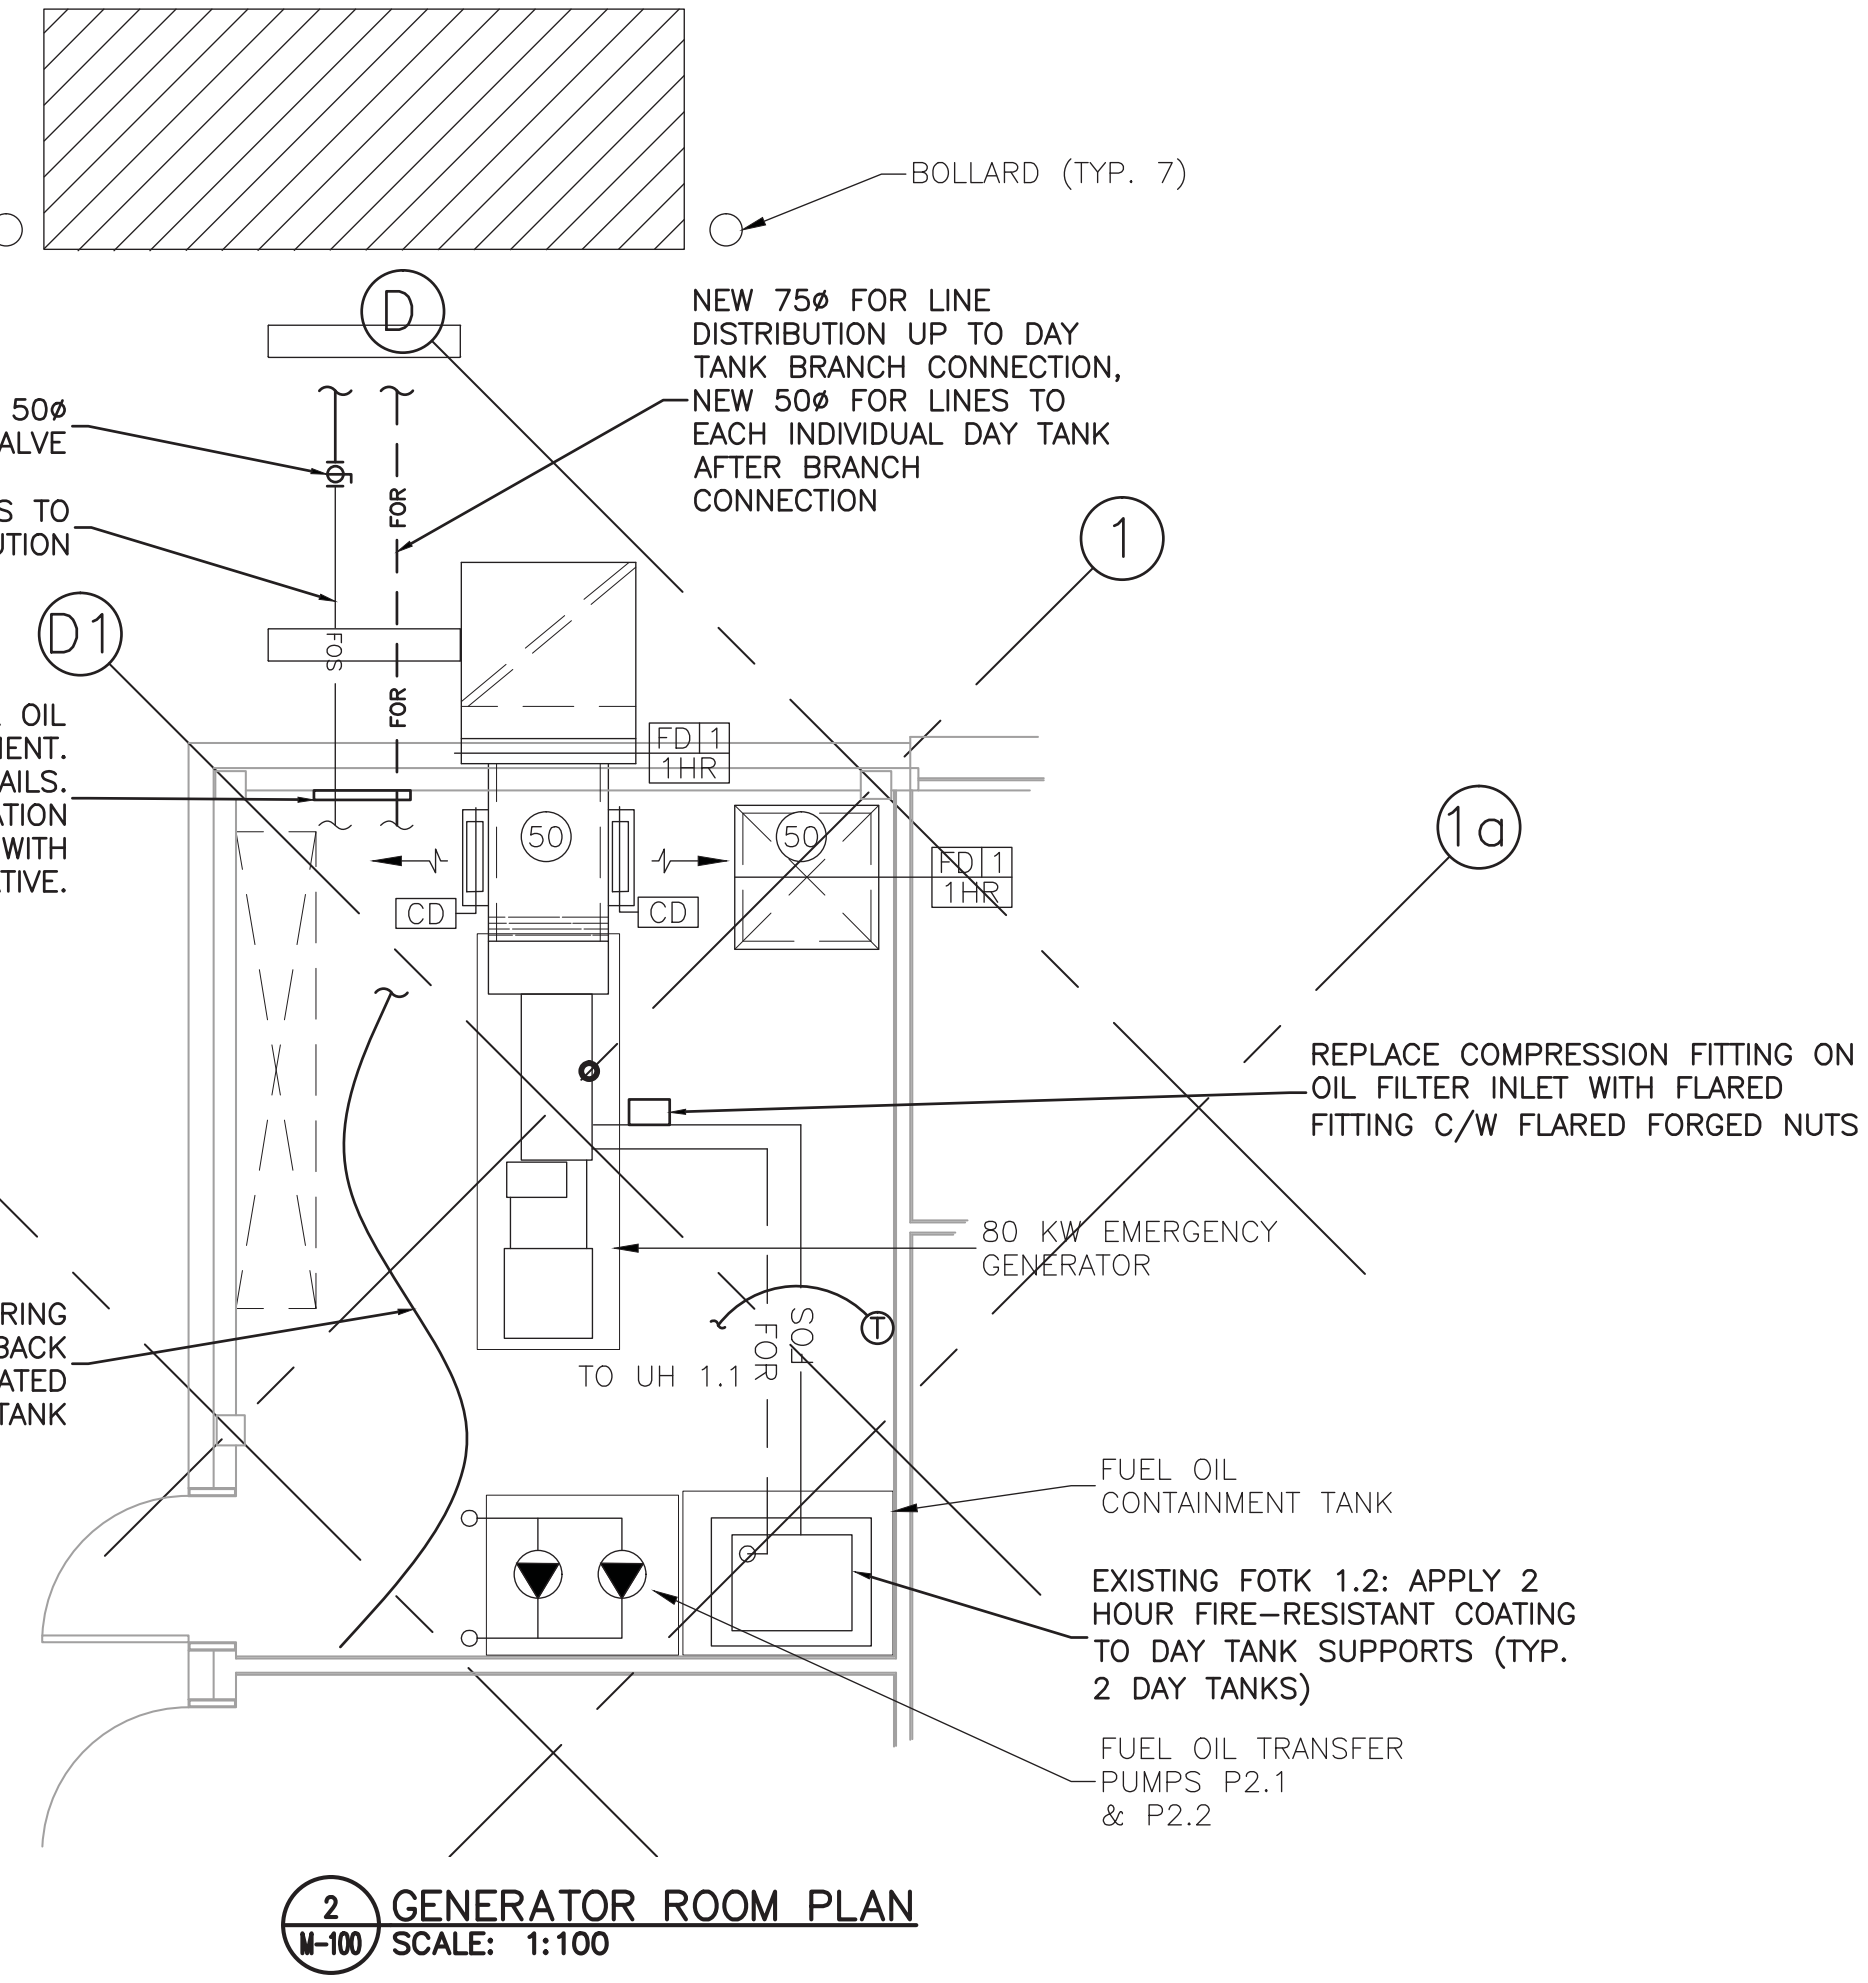 BOLLARD (TYP. 7)
D
NEW 75ø FOR LINE
DISTRIBUTION UP TO DAY
TANK BRANCH CONNECTION,
NEW 50ø FOR LINES TO
EACH INDIVIDUAL DAY TANK
AFTER BRANCH
CONNECTION
50ø
ALVE
S TO
UTION
FOR
1
D1
FOS
FOR
OIL
MENT.
AILS.
ATION
WITH
CTIVE.
FD 1
1HR
50
50
CD
CD
FD 1
1HR
1a
REPLACE COMPRESSION FITTING ON
OIL FILTER INLET WITH FLARED
FITTING C/W FLARED FORGED NUTS
80 KW EMERGENCY
GENERATOR
RING
BACK
ATED
TANK
T
FOR
FOS
TO UH 1.1
FUEL OIL
CONTAINMENT TANK
EXISTING FOTK 1.2: APPLY 2
HOUR FIRE-RESISTANT COATING
TO DAY TANK SUPPORTS (TYP.
2 DAY TANKS)
FUEL OIL TRANSFER
PUMPS P2.1
& P2.2
2
M-100
GENERATOR ROOM PLAN
SCALE: 1:100